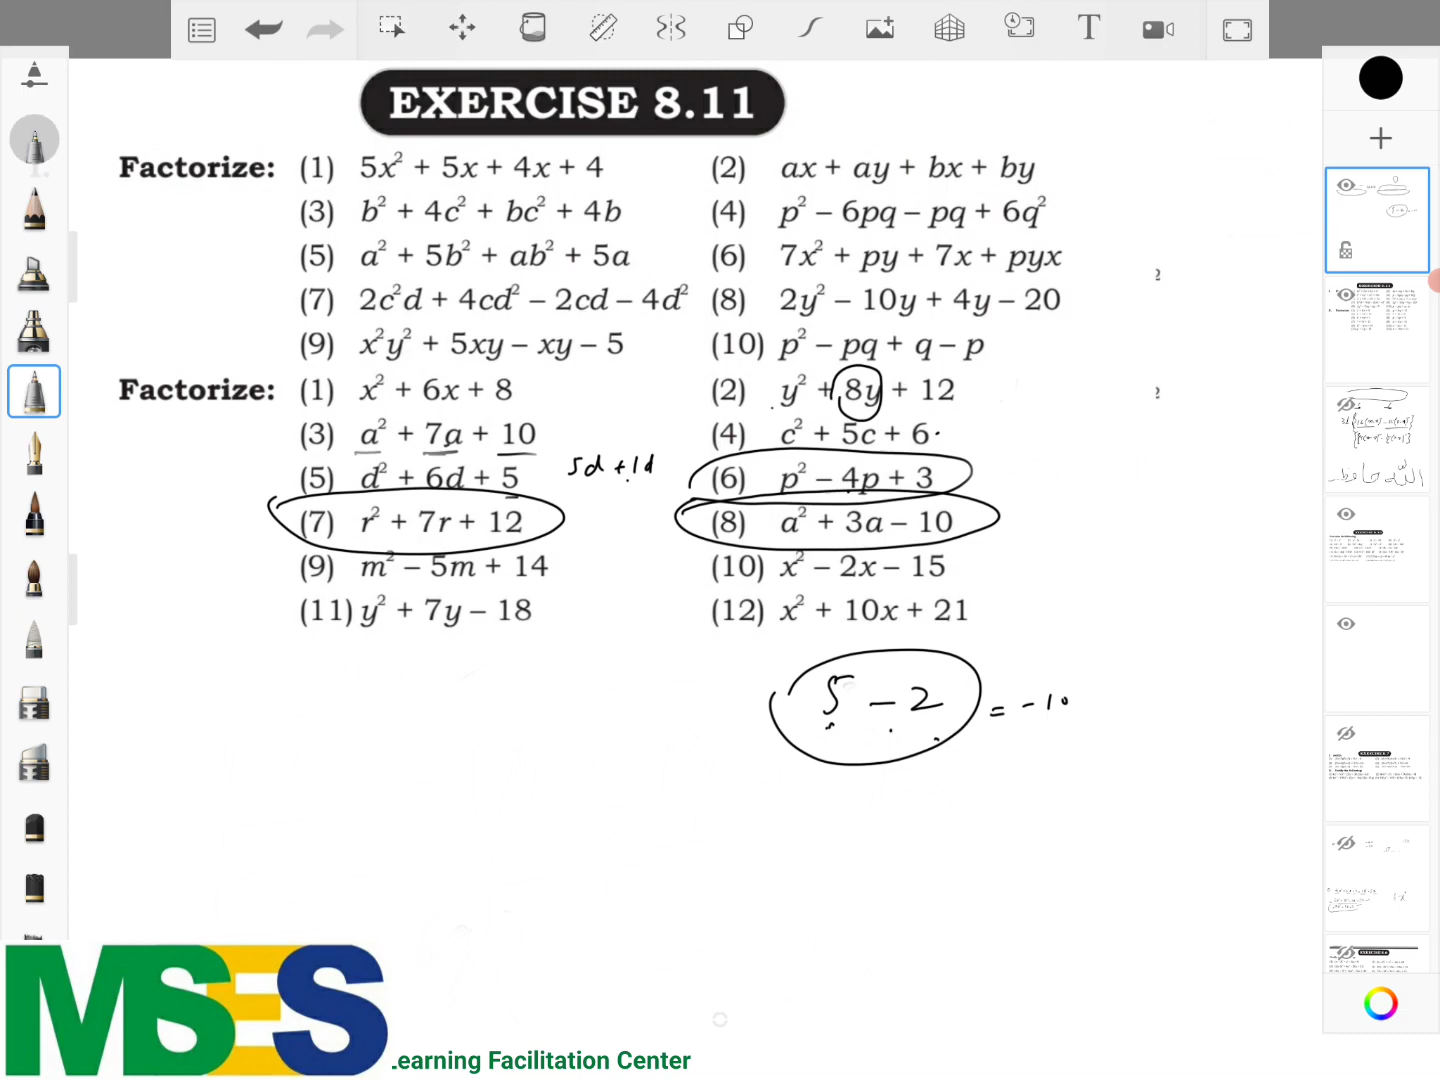 EXERCISE 8.11
Factorize: (1) 5x² + 5x + 4x + 4 (2) ax + ay + bx + by
(3) b² + 4c² + bc² + 4b (4) p² – 6pq – pq + 6q²
(5) a² + 5b² + ab² + 5a (6) 7x² + py + 7x + pyx
(7) 2c²d + 4cd² – 2cd – 4d² (8) 2y² – 10y + 4y – 20
(9) x²y² + 5xy – xy – 5 (10) p² – pq + q – p
Factorize: (1) x² + 6x + 8 (2) y² + 8y + 12
(3) a² + 7a + 10 (4) c² + 5c + 6
(5) d² + 6d + 5 5d + 1d (6) p² – 4p + 3
(7) r² + 7r + 12 (8) a² + 3a – 10
(9) m² – 5m + 14 (10) x² – 2x – 15
(11) y² + 7y – 18 (12) x² + 10x + 21
5 – 2 = -10
MSES
earning Facilitation Center